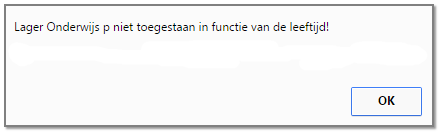 Lager Onderwijs p niet toegestaan in functie van de leeftijd!
OK